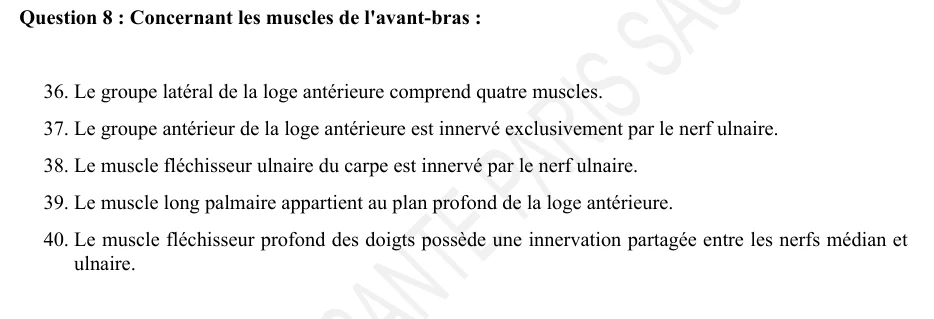 Question 8 : Concernant les muscles de l'avant-bras :
36. Le groupe latéral de la loge antérieure comprend quatre muscles.
37. Le groupe antérieur de la loge antérieure est innervé exclusivement par le nerf ulnaire.
38. Le muscle fléchisseur ulnaire du carpe est innervé par le nerf ulnaire.
39. Le muscle long palmaire appartient au plan profond de la loge antérieure.
40. Le muscle fléchisseur profond des doigts possède une innervation partagée entre les nerfs médian et
ulnaire.
SANTE PARIS SAC